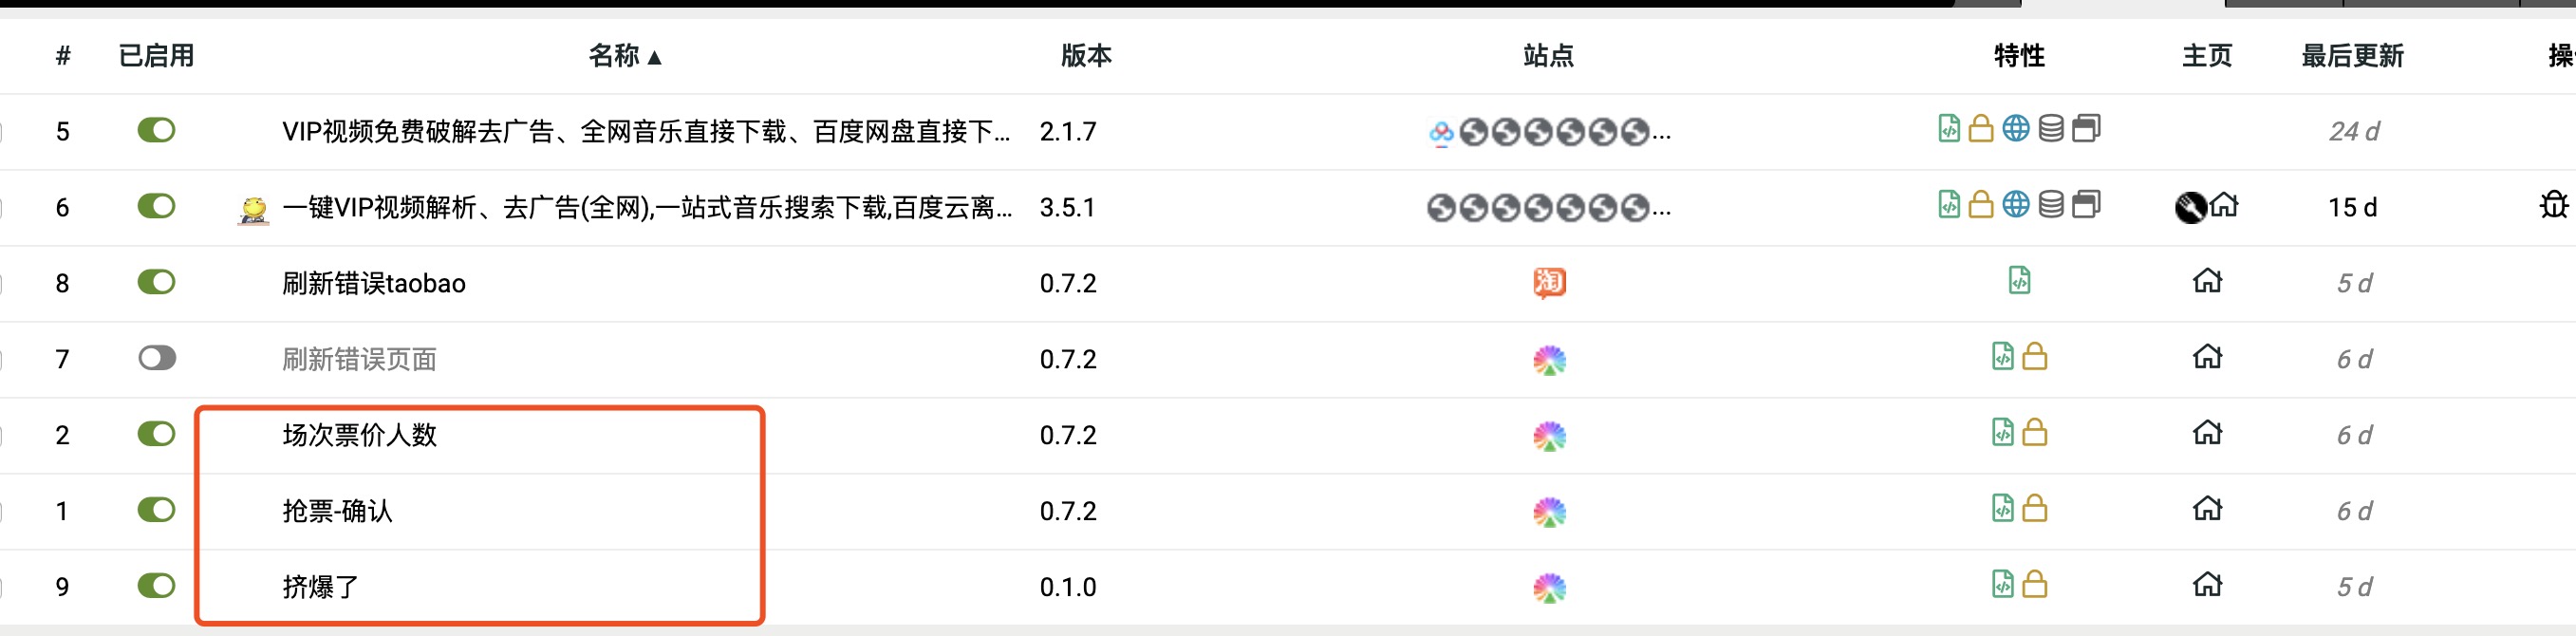 # 已启用 名称 ▲ 版本 站点 特性 主页 最后更新
5 VIP视频免费破解去广告、全网音乐直接下载、百度网盘直接下... 2.1.7 ... 24 d
6 一键VIP视频解析、去广告(全网),一站式音乐搜索下载,百度云离... 3.5.1 ... 15 d
8 刷新错误taobao 0.7.2 淘 5 d
7 刷新错误页面 0.7.2 6 d
2 场次票价人数 0.7.2 6 d
1 抢票-确认 0.7.2 6 d
9 挤爆了 0.1.0 5 d